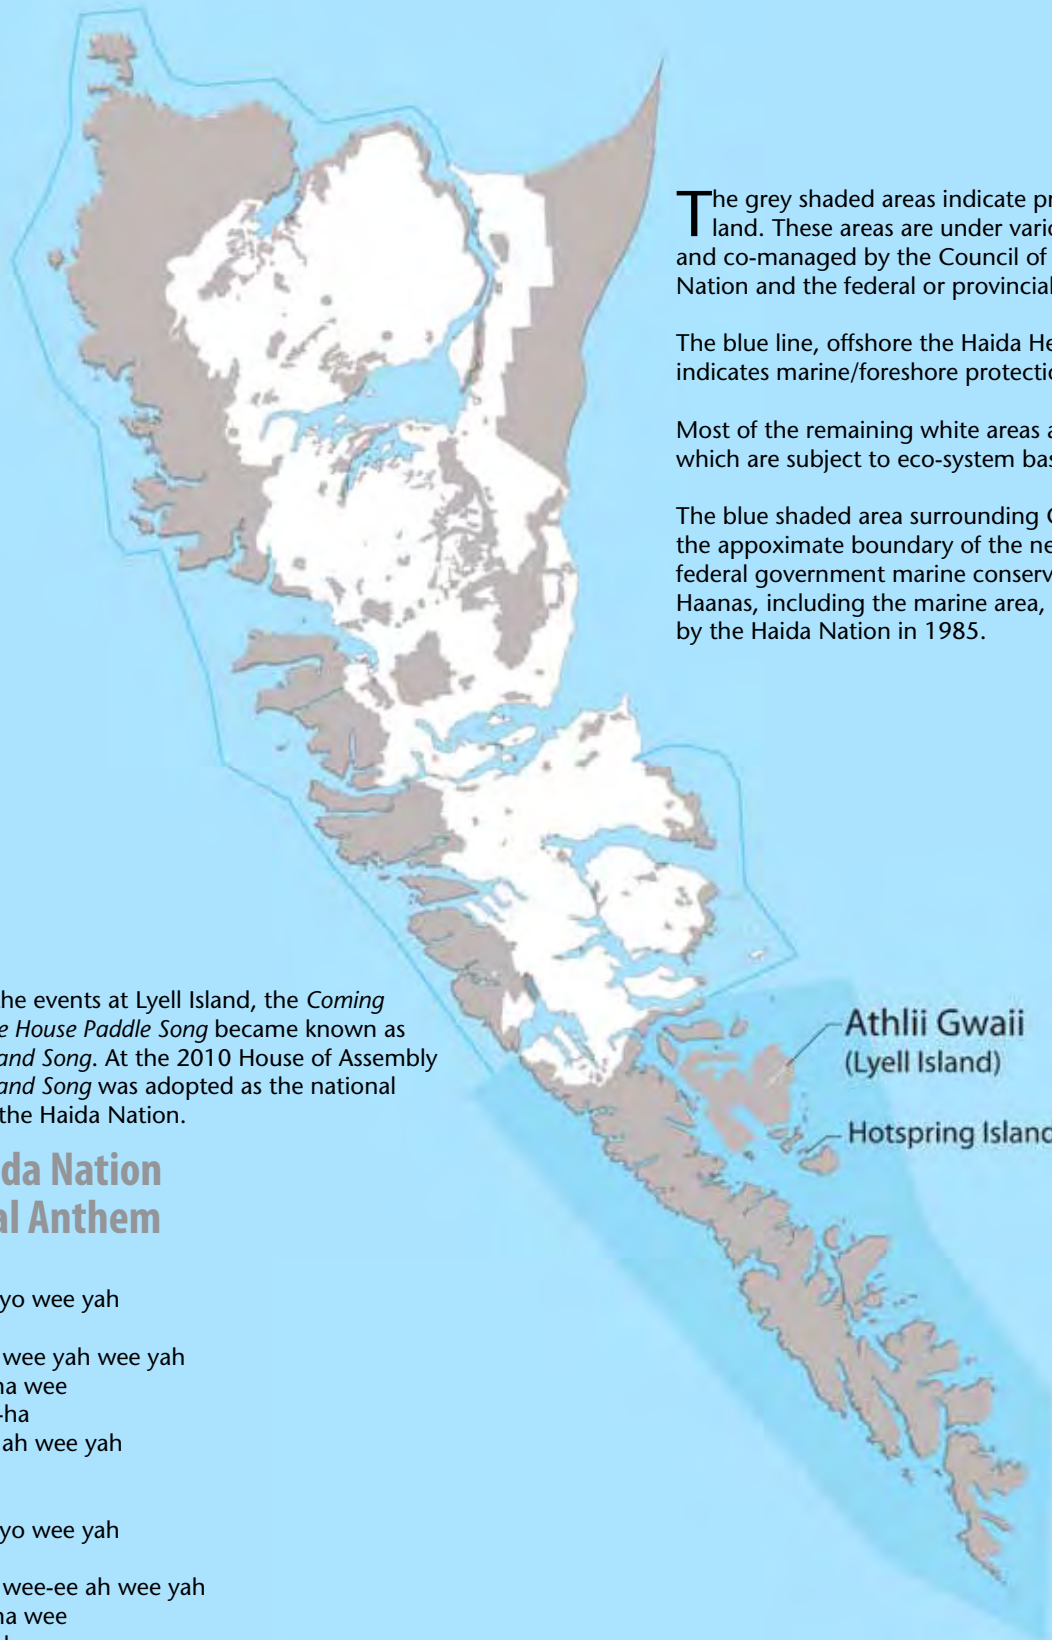 The grey shaded areas indicate pr
land. These areas are under vario
and co-managed by the Council of
Nation and the federal or provincial
The blue line, offshore the Haida He
indicates marine/foreshore protectio
Most of the remaining white areas a
which are subject to eco-system bas
The blue shaded area surrounding G
the appoximate boundary of the ne
federal government marine conserv
Haanas, including the marine area,
by the Haida Nation in 1985.
he events at Lyell Island, the Coming
e House Paddle Song became known as
and Song. At the 2010 House of Assembly
and Song was adopted as the national
the Haida Nation.
Athlii Gwaii
(Lyell Island)
Hotspring Island
da Nation
al Anthem
yo wee yah
wee yah wee yah
na wee
-ha
ah wee yah
yo wee yah
wee-ee ah wee yah
na wee